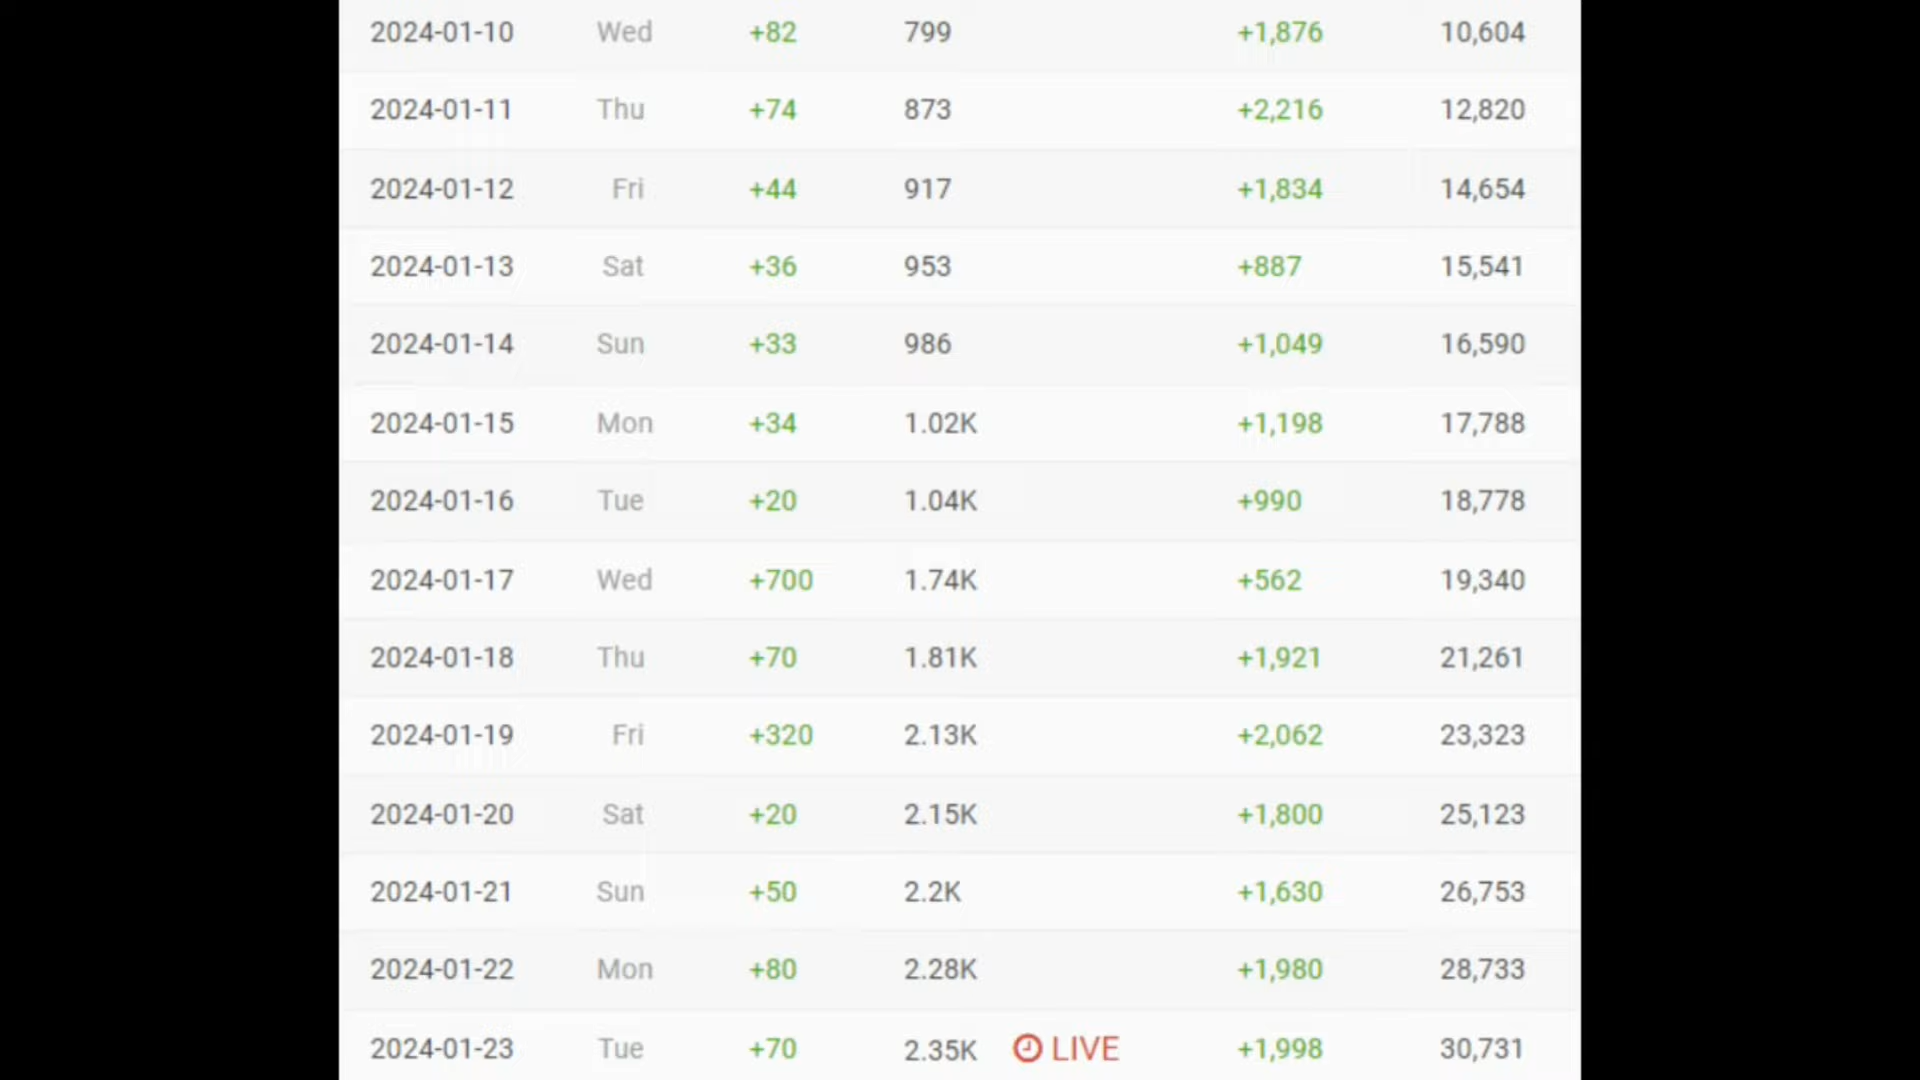 2024-01-10 Wed +82 799 +1,876 10,604
2024-01-11 Thu +74 873 +2,216 12,820
2024-01-12 Fri +44 917 +1,834 14,654
2024-01-13 Sat +36 953 +887 15,541
2024-01-14 Sun +33 986 +1,049 16,590
2024-01-15 Mon +34 1.02K +1,198 17,788
2024-01-16 Tue +20 1.04K +990 18,778
2024-01-17 Wed +700 1.74K +562 19,340
2024-01-18 Thu +70 1.81K +1,921 21,261
2024-01-19 Fri +320 2.13K +2,062 23,323
2024-01-20 Sat +20 2.15K +1,800 25,123
2024-01-21 Sun +50 2.2K +1,630 26,753
2024-01-22 Mon +80 2.28K +1,980 28,733
2024-01-23 Tue +70 2.35K LIVE +1,998 30,731